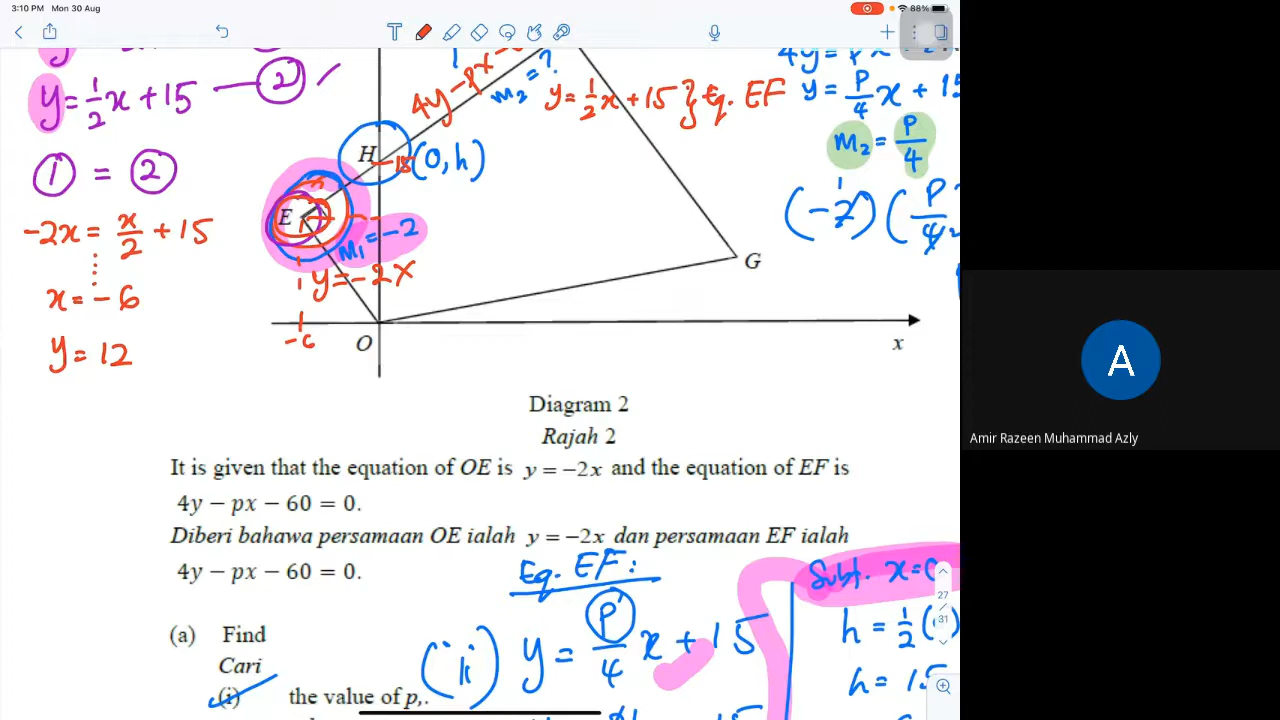 3:10 PM Mon 30 Aug
88%
y = 1/2 x + 15 — ②
① = ②
-2x = x/2 + 15
x = -6
y = 12
4y - px
m₂ = ?
y = 1/2 x + 15 } Eq. EF
y = P/4 x + 15
m₂ = P/4
H
15
(0, h)
E
m₁ = -2
y = -2x
-6
O
G
x
Diagram 2
Rajah 2
It is given that the equation of OE is y = −2x and the equation of EF is
4y − px − 60 = 0.
Diberi bahawa persamaan OE ialah y = −2x dan persamaan EF ialah
4y − px − 60 = 0.
Eq. EF:
(ii) y = P/4 x + 15
Subt. x = 0
h = 1/2 (
h = 15
(a) Find
Cari
(i) the value of p,.
27
31
A
Amir Razeen Muhammad Azly